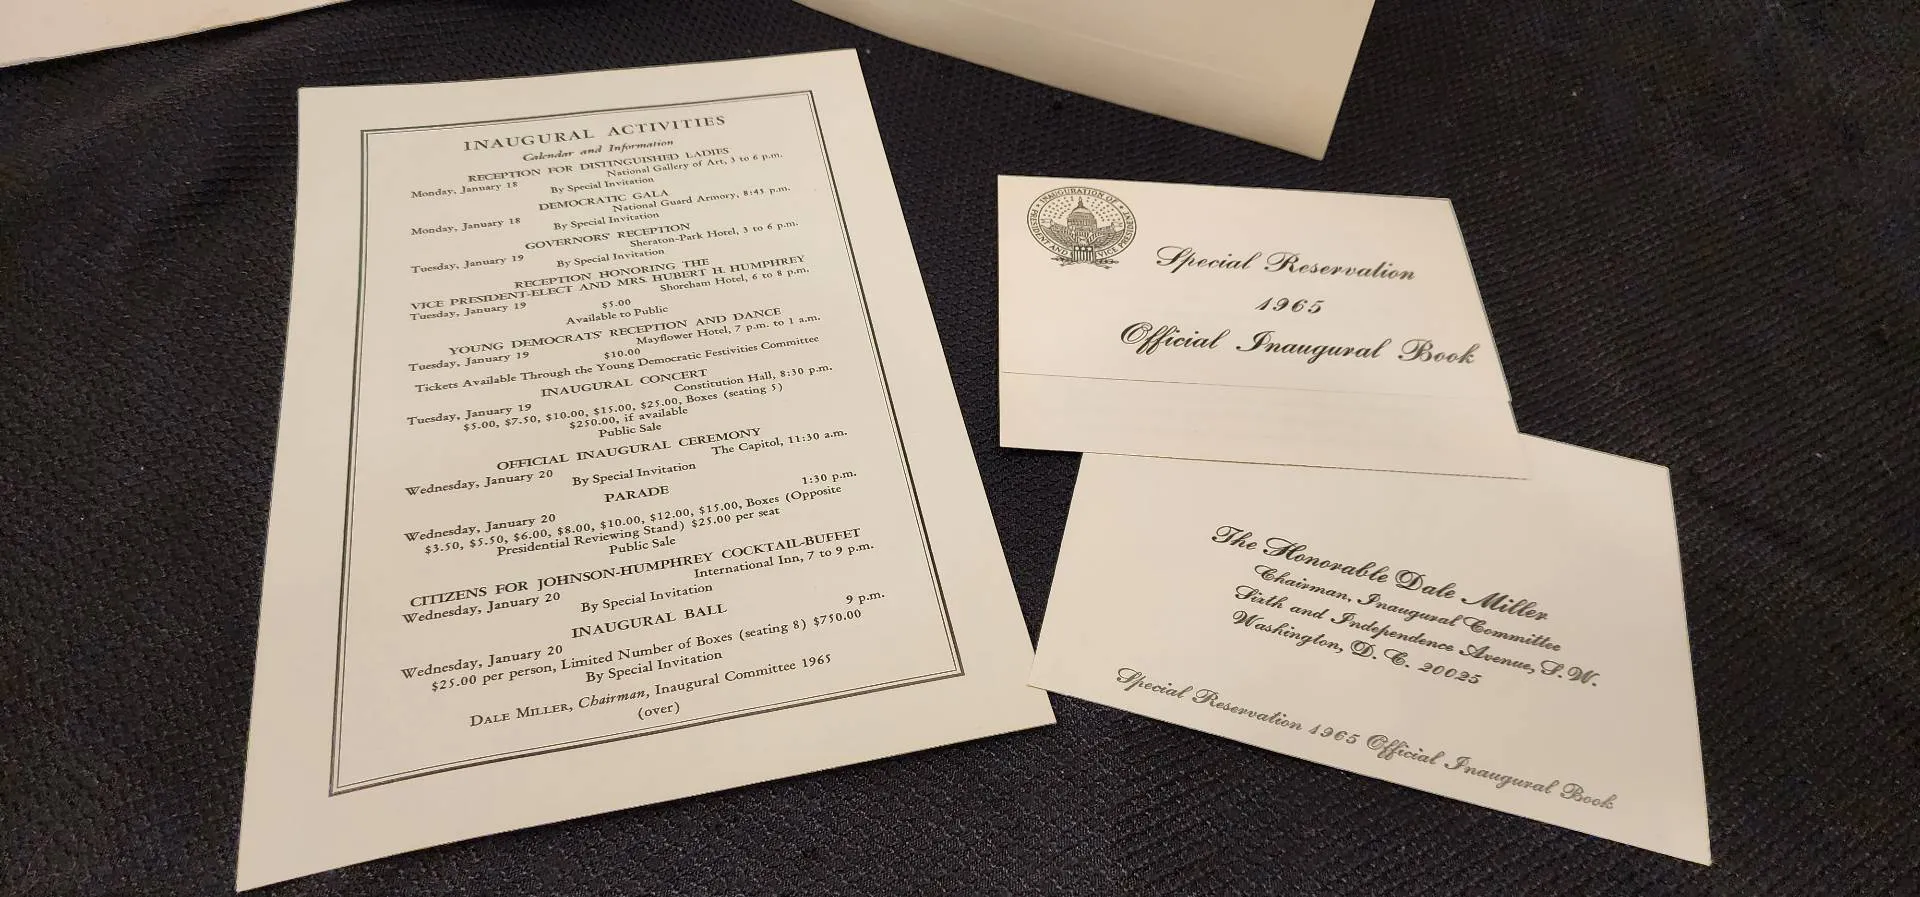 INAUGURAL ACTIVITIES
Calendar and Information
RECEPTION FOR DISTINGUISHED LADIES
Monday, January 18 National Gallery of Art, 3 to 6 p.m.
By Special Invitation
DEMOCRATIC GALA
Monday, January 18 National Guard Armory, 8:45 p.m.
By Special Invitation
GOVERNORS' RECEPTION
Tuesday, January 19 Sheraton-Park Hotel, 3 to 6 p.m.
By Special Invitation
RECEPTION HONORING THE
VICE PRESIDENT-ELECT AND MRS. HUBERT H. HUMPHREY
Tuesday, January 19 Shoreham Hotel, 6 to 8 p.m.
$5.00
Available to Public
YOUNG DEMOCRATS' RECEPTION AND DANCE
Tuesday, January 19 Mayflower Hotel, 7 p.m. to 1 a.m.
$10.00
Tickets Available Through the Young Democratic Festivities Committee
INAUGURAL CONCERT
Tuesday, January 19 Constitution Hall, 8:30 p.m.
$5.00, $7.50, $10.00, $15.00, $25.00, Boxes (seating 5)
$250.00, if available
Public Sale
OFFICIAL INAUGURAL CEREMONY
Wednesday, January 20 The Capitol, 11:30 a.m.
By Special Invitation
PARADE
Wednesday, January 20 1:30 p.m.
$3.50, $5.50, $6.00, $8.00, $10.00, $12.00, $15.00, Boxes (Opposite
Presidential Reviewing Stand) $25.00 per seat
Public Sale
CITIZENS FOR JOHNSON-HUMPHREY COCKTAIL-BUFFET
Wednesday, January 20 International Inn, 7 to 9 p.m.
By Special Invitation
INAUGURAL BALL
Wednesday, January 20 9 p.m.
$25.00 per person, Limited Number of Boxes (seating 8) $750.00
By Special Invitation
DALE MILLER, Chairman, Inaugural Committee 1965
(over)
INAUGURATION OF PRESIDENT AND VICE PRESIDENT
Special Reservation
1965
Official Inaugural Book
The Honorable Dale Miller
Chairman, Inaugural Committee
Sixth and Independence Avenue, S.W.
Washington, D. C. 20025
Special Reservation 1965 Official Inaugural Book